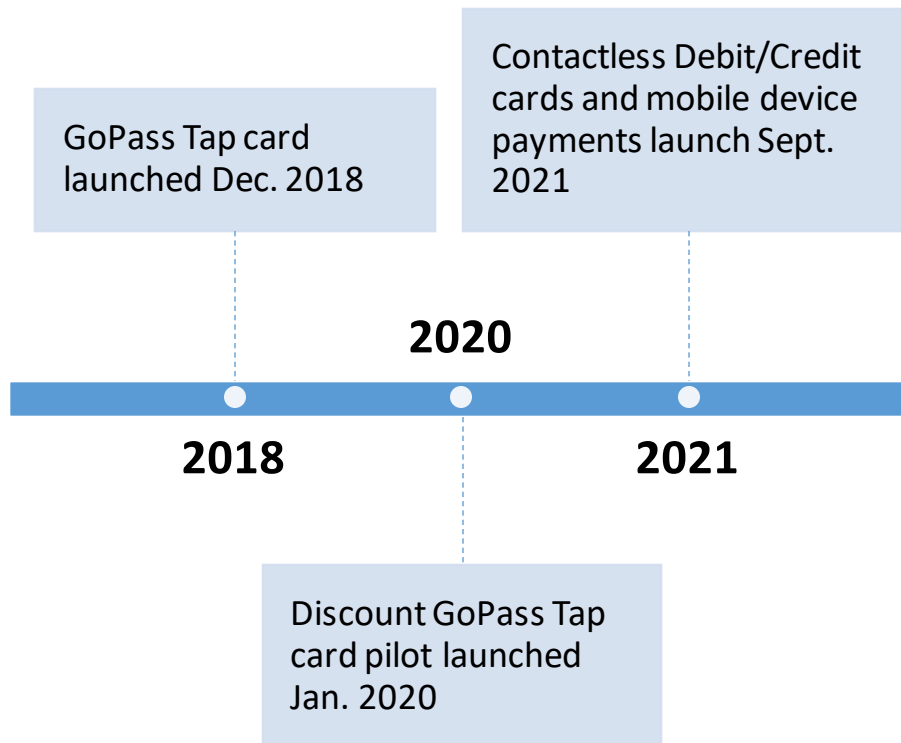 GoPass Tap card
launched Dec. 2018
Contactless Debit/Credit
cards and mobile device
payments launch Sept.
2021
2020
2018
2021
Discount GoPass Tap
card pilot launched
Jan. 2020